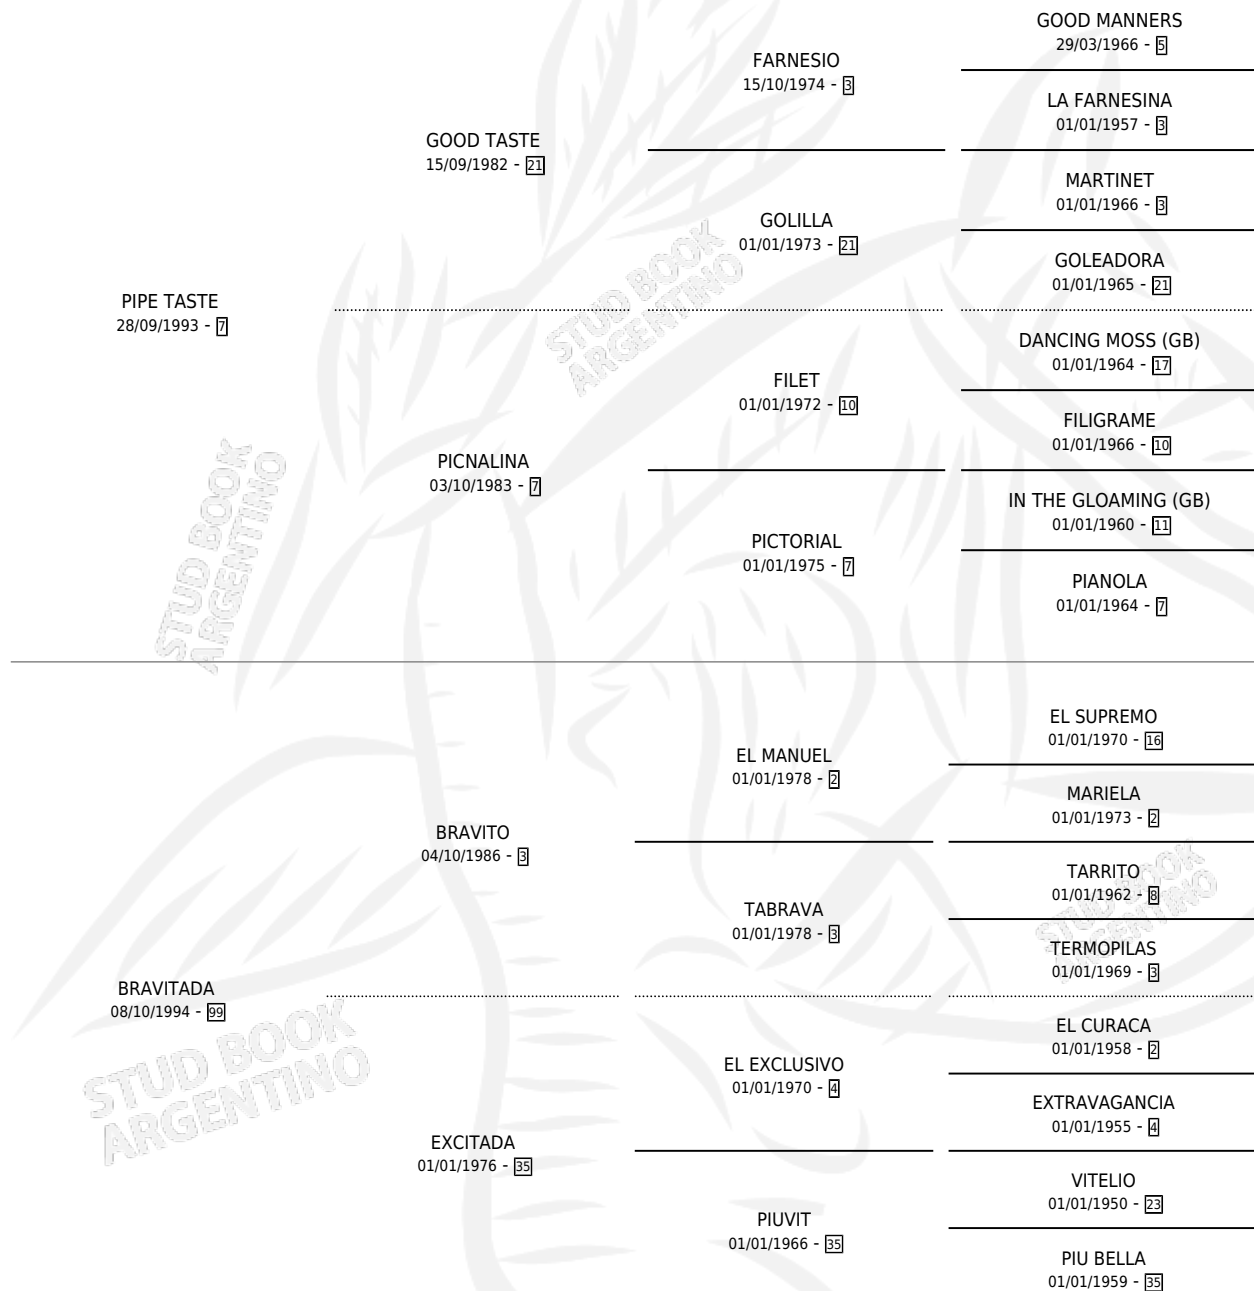 GOOD MANNERS
29/03/1966 - 5
FARNESIO
15/10/1974 - 3
LA FARNESINA
01/01/1957 - 3
GOOD TASTE
15/09/1982 - 21
MARTINET
01/01/1966 - 3
GOLILLA
01/01/1973 - 21
GOLEADORA
01/01/1965 - 21
STUD BOOK
ARGENTINO
PIPE TASTE
28/09/1993 - 7
DANCING MOSS (GB)
01/01/1964 - 17
FILET
01/01/1972 - 10
FILIGRAME
01/01/1966 - 10
PICNALINA
03/10/1983 - 7
IN THE GLOAMING (GB)
01/01/1960 - 11
PICTORIAL
01/01/1975 - 7
PIANOLA
01/01/1964 - 7
STUD BOOK
ARGENTINO
EL SUPREMO
01/01/1970 - 16
EL MANUEL
01/01/1978 - 2
MARIELA
01/01/1973 - 2
BRAVITO
04/10/1986 - 3
TARRITO
01/01/1962 - 8
TABRAVA
01/01/1978 - 3
STUD BOOK
ARGENTINO
TERMOPILAS
01/01/1969 - 3
BRAVITADA
08/10/1994 - 99
EL CURACA
01/01/1958 - 2
EL EXCLUSIVO
01/01/1970 - 4
EXTRAVAGANCIA
01/01/1955 - 4
STUD BOOK
ARGENTINO
EXCITADA
01/01/1976 - 35
VITELIO
01/01/1950 - 23
PIUVIT
01/01/1966 - 35
PIU BELLA
01/01/1959 - 35